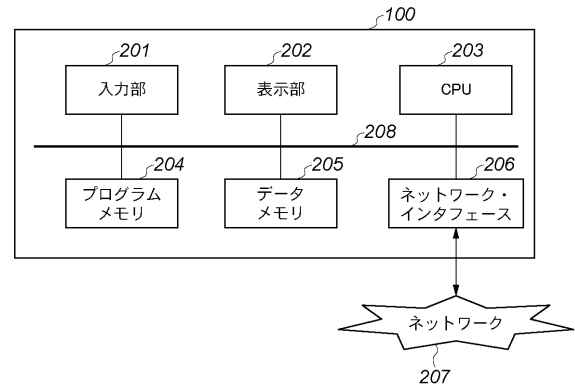 100
201
202
203
入力部
表示部
CPU
208
204
205
206
プログラム
メモリ
データ
メモリ
ネットワーク・
インタフェース
ネットワーク
207